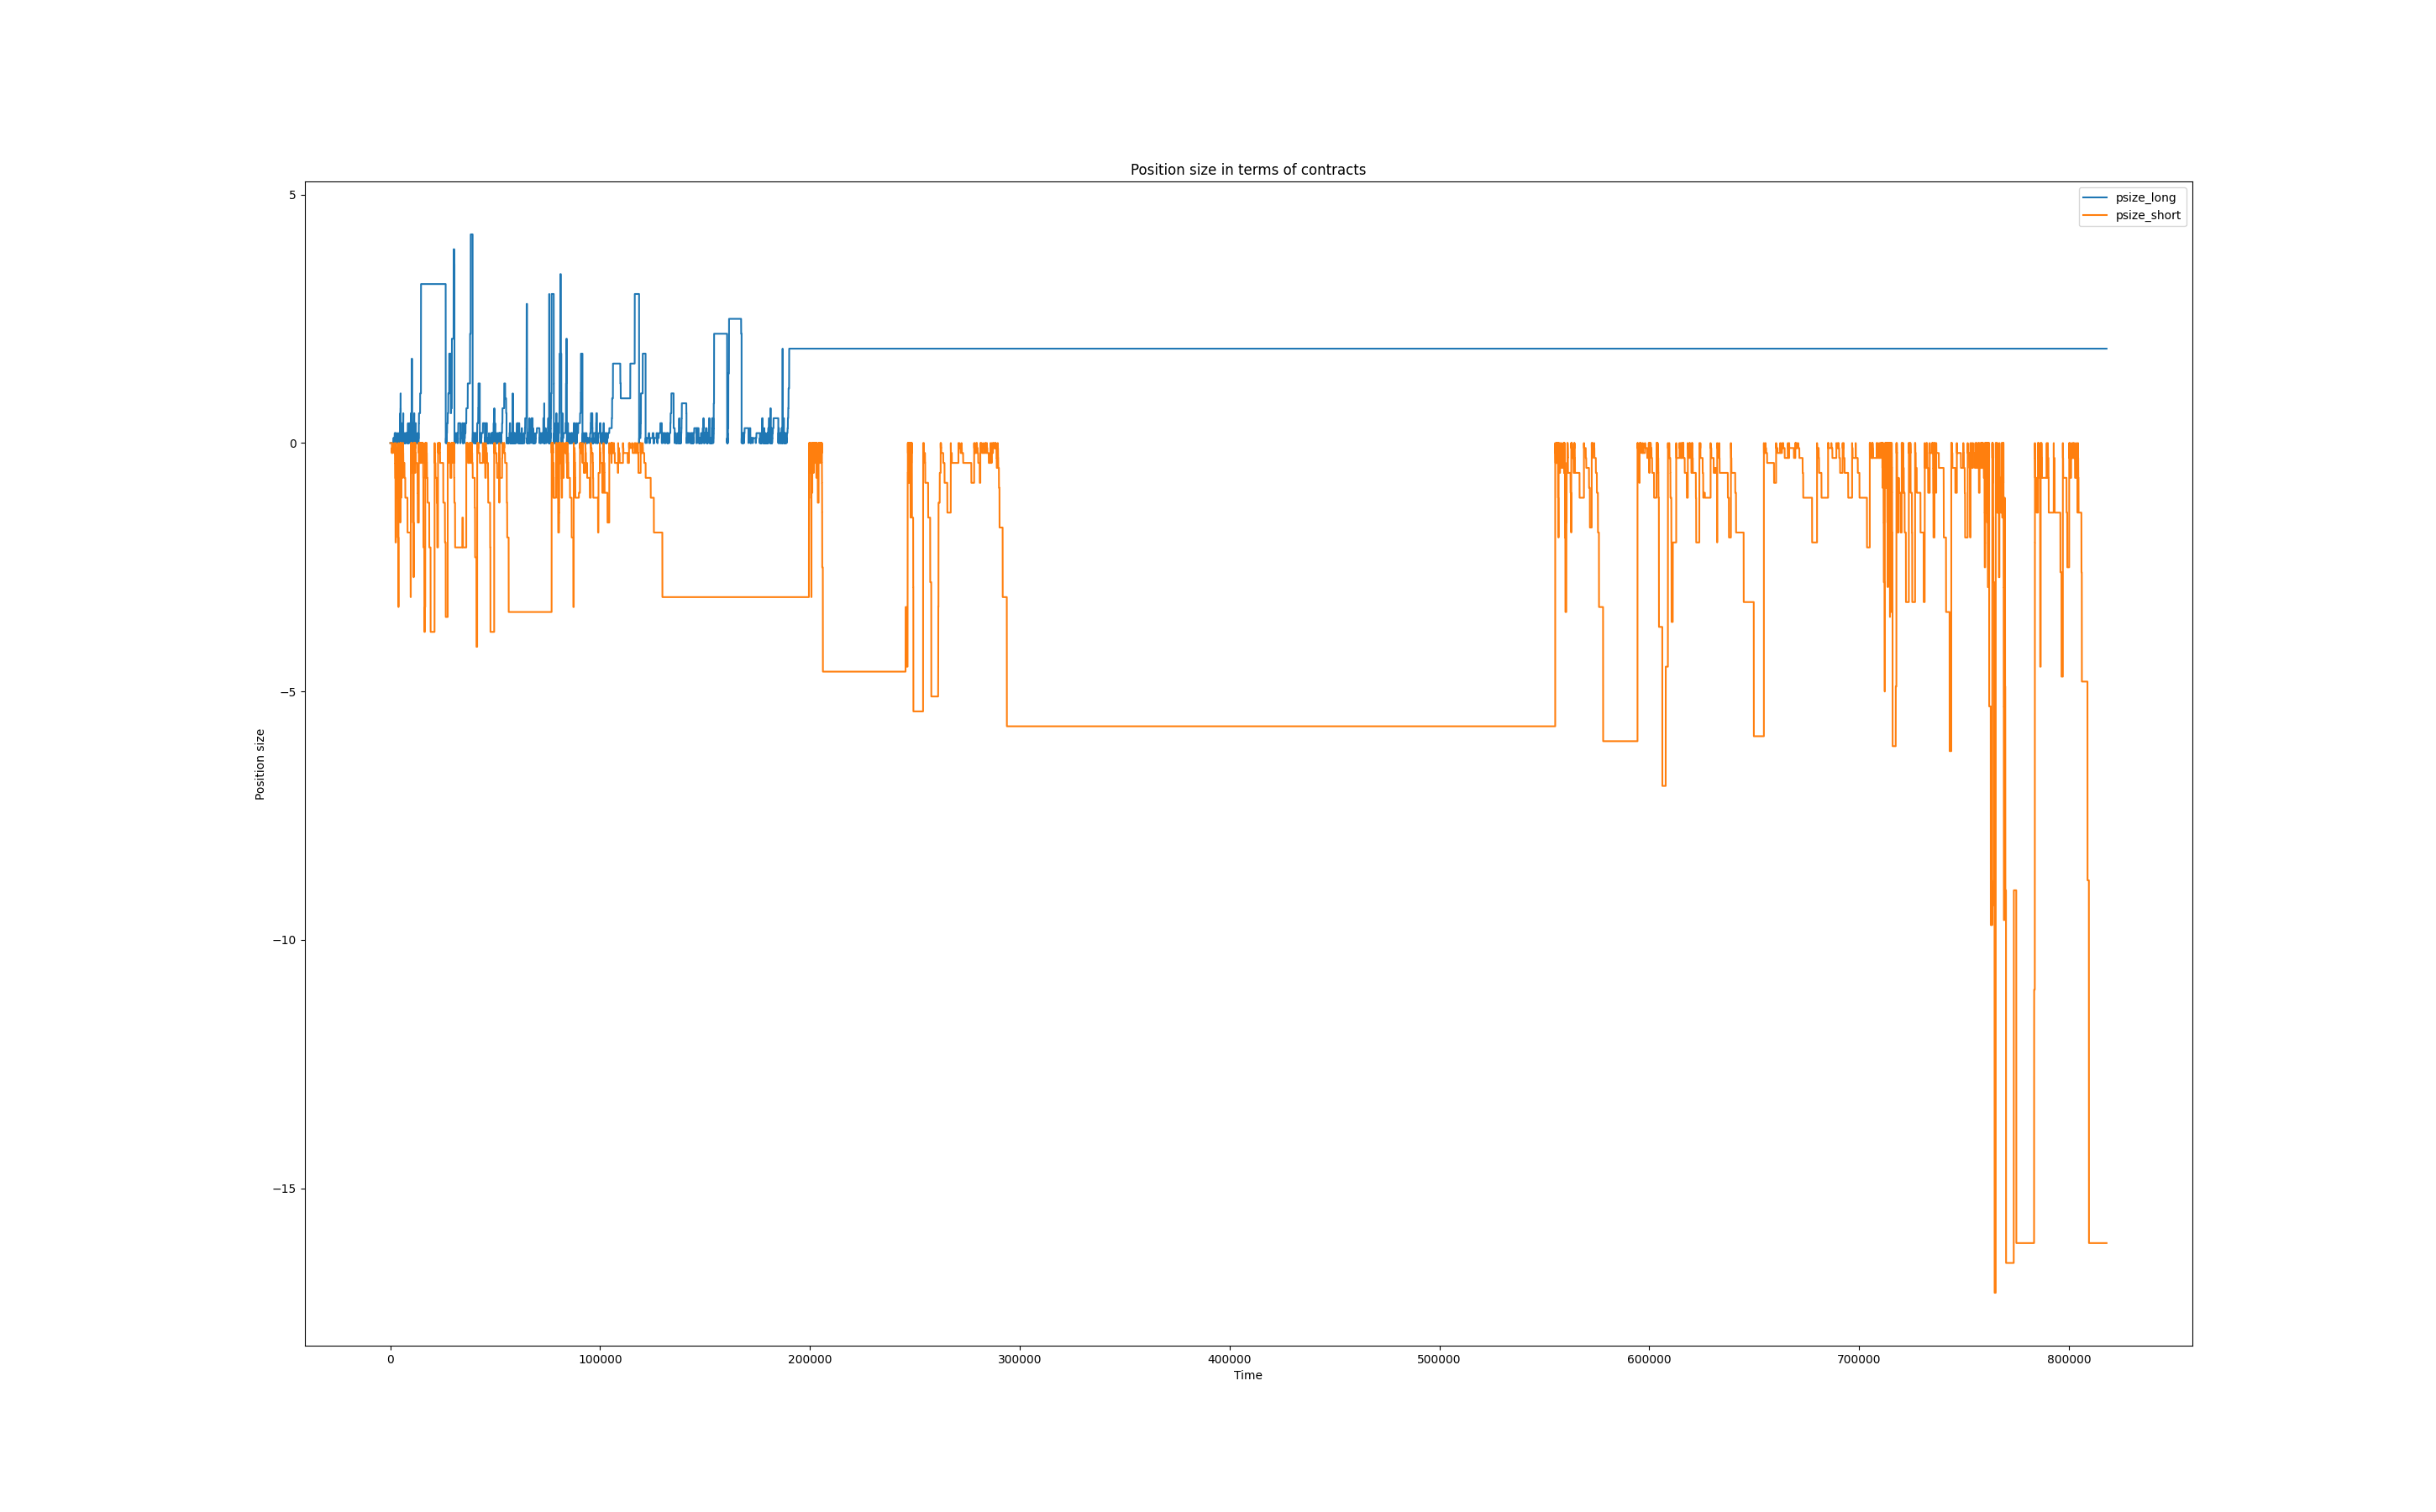 Position size in terms of contracts
psize_long
psize_short
5
0
−5
−10
−15
Position size
0
100000
200000
300000
400000
500000
600000
700000
800000
Time